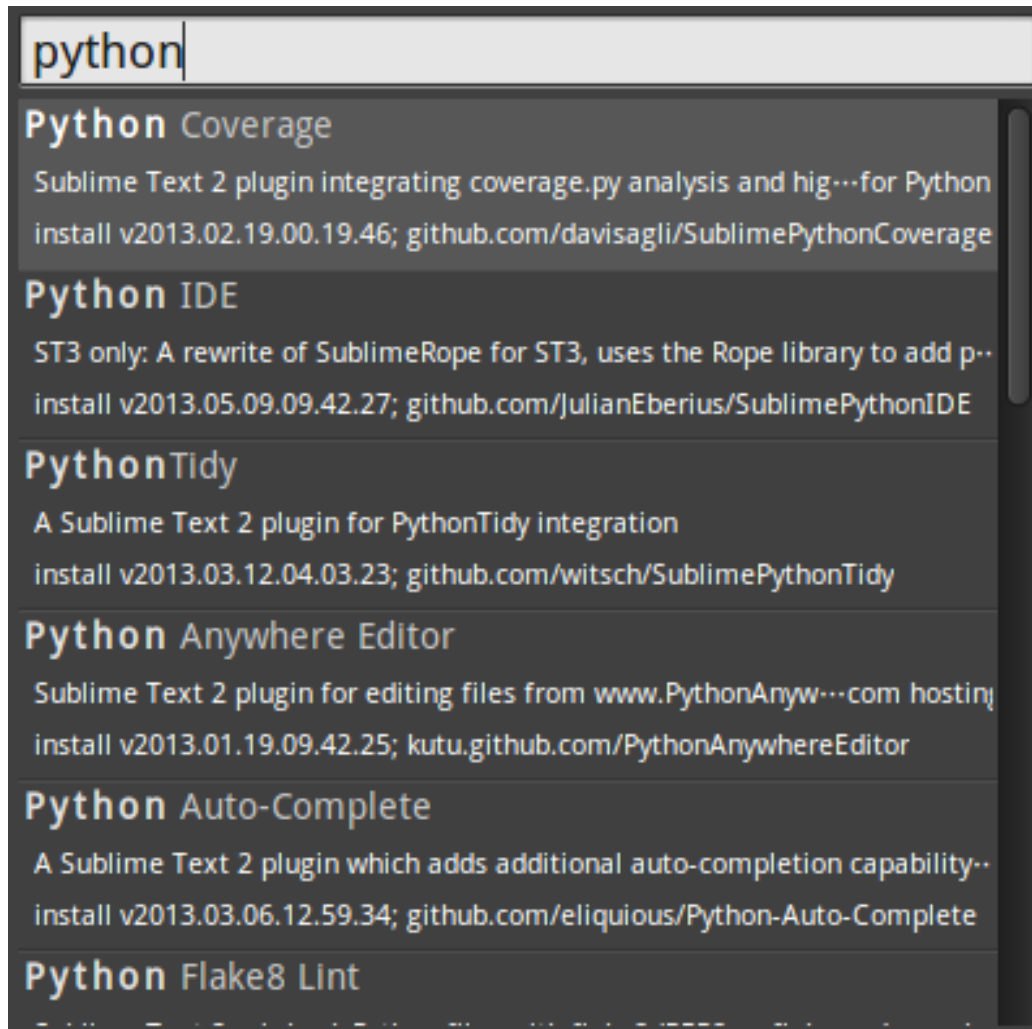 python
Python Coverage
Sublime Text 2 plugin integrating coverage.py analysis and hig···for Python
install v2013.02.19.00.19.46; github.com/davisagli/SublimePythonCoverage
Python IDE
ST3 only: A rewrite of SublimeRope for ST3, uses the Rope library to add p··
install v2013.05.09.09.42.27; github.com/JulianEberius/SublimePythonIDE
PythonTidy
A Sublime Text 2 plugin for PythonTidy integration
install v2013.03.12.04.03.23; github.com/witsch/SublimePythonTidy
Python Anywhere Editor
Sublime Text 2 plugin for editing files from www.PythonAnyw···com hosting
install v2013.01.19.09.42.25; kutu.github.com/PythonAnywhereEditor
Python Auto-Complete
A Sublime Text 2 plugin which adds additional auto-completion capability··
install v2013.03.06.12.59.34; github.com/eliquious/Python-Auto-Complete
Python Flake8 Lint